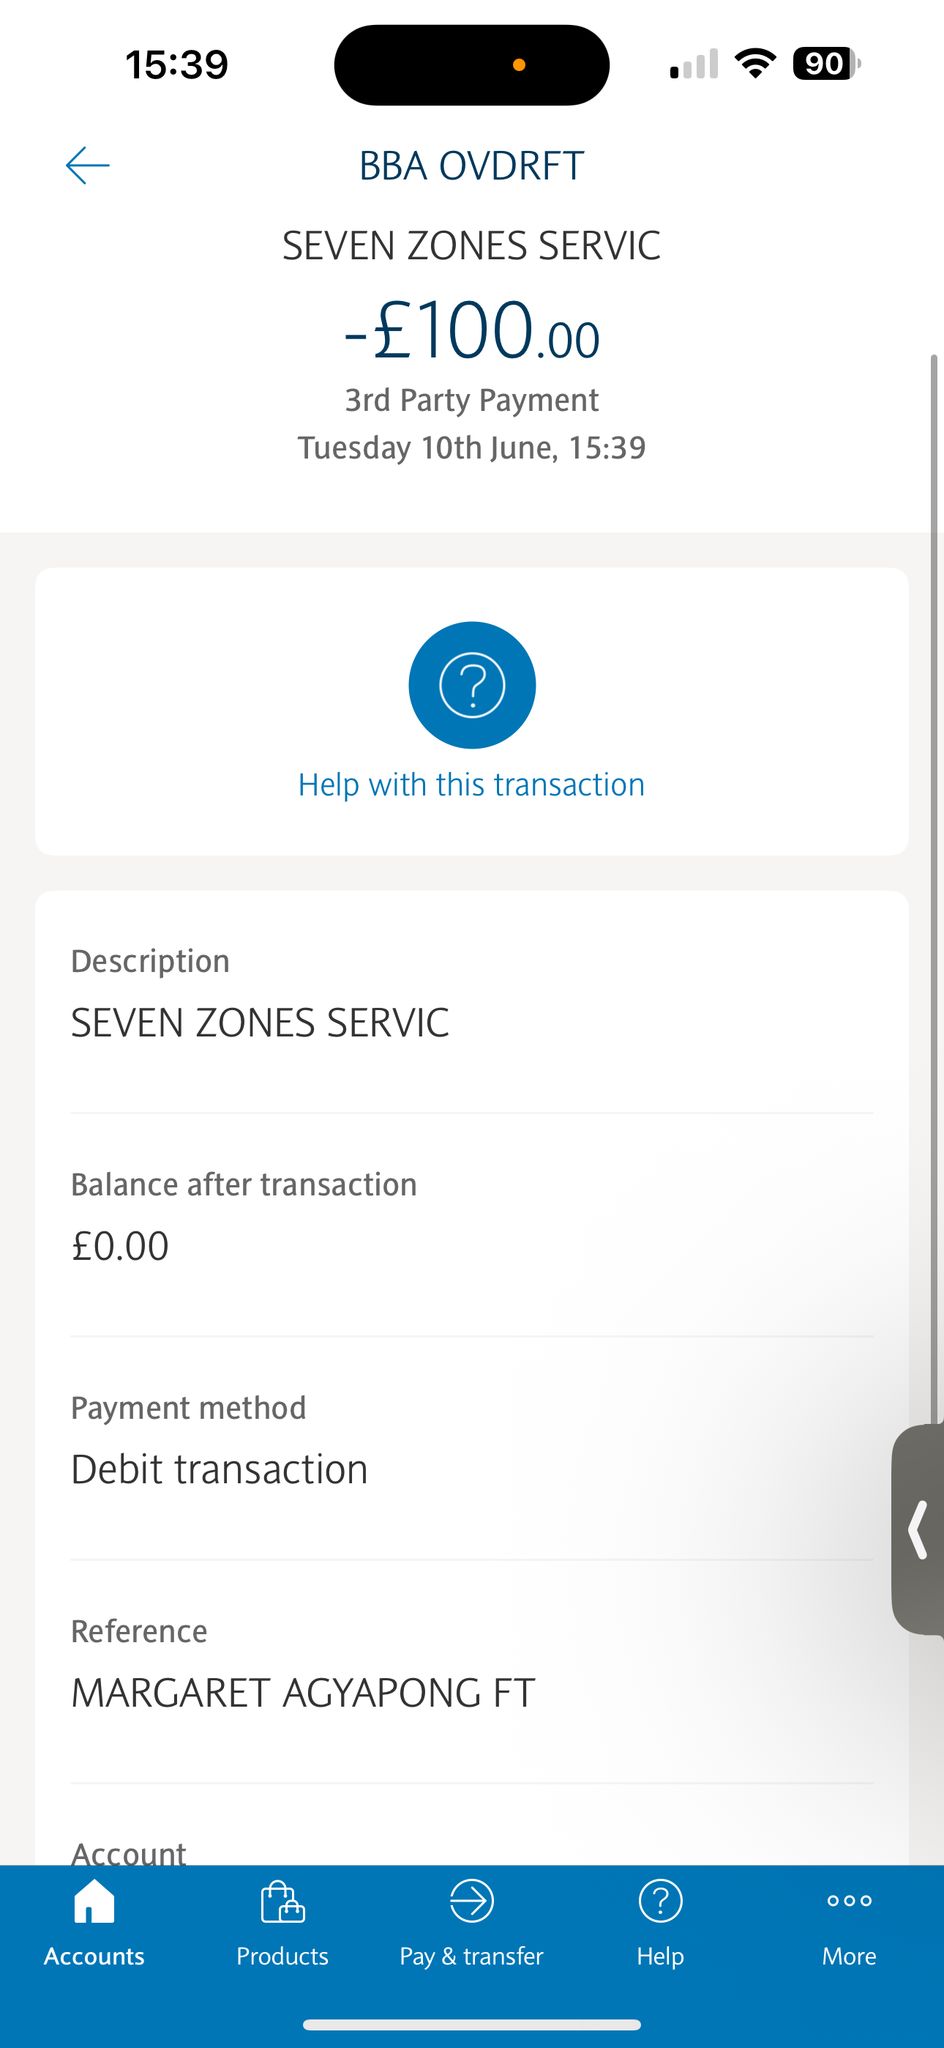 15:39
90
BBA OVDRFT
SEVEN ZONES SERVIC
-£100.00
3rd Party Payment
Tuesday 10th June, 15:39
Help with this transaction
Description
SEVEN ZONES SERVIC
Balance after transaction
£0.00
Payment method
Debit transaction
Reference
MARGARET AGYAPONG FT
Account
Accounts
Products
Pay & transfer
Help
More